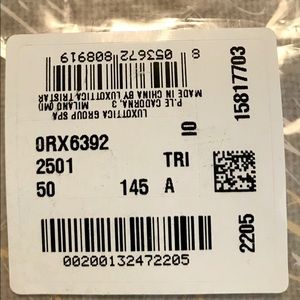 8 053672 808919
MADE IN CHINA BY LUXOTTICA TRISTAR
MILANO (MI)
P.LE CADORNA, 3
LUXOTTICA GROUP SPA
0RX6392
2501
50
145
TRI
A
IO
15817703
2205
00200132472205